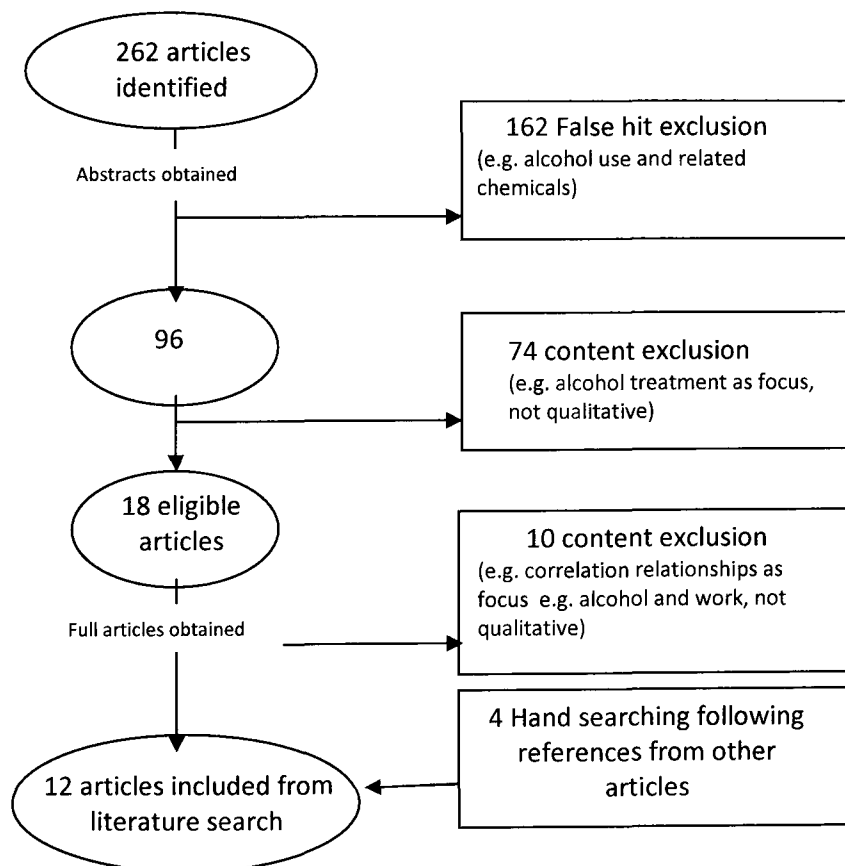 262 articles
identified
162 False hit exclusion
(e.g. alcohol use and related
chemicals)
Abstracts obtained
96
74 content exclusion
(e.g. alcohol treatment as focus,
not qualitative)
18 eligible
articles
10 content exclusion
(e.g. correlation relationships as
focus e.g. alcohol and work, not
qualitative)
Full articles obtained
4 Hand searching following
references from other
articles
12 articles included from
literature search